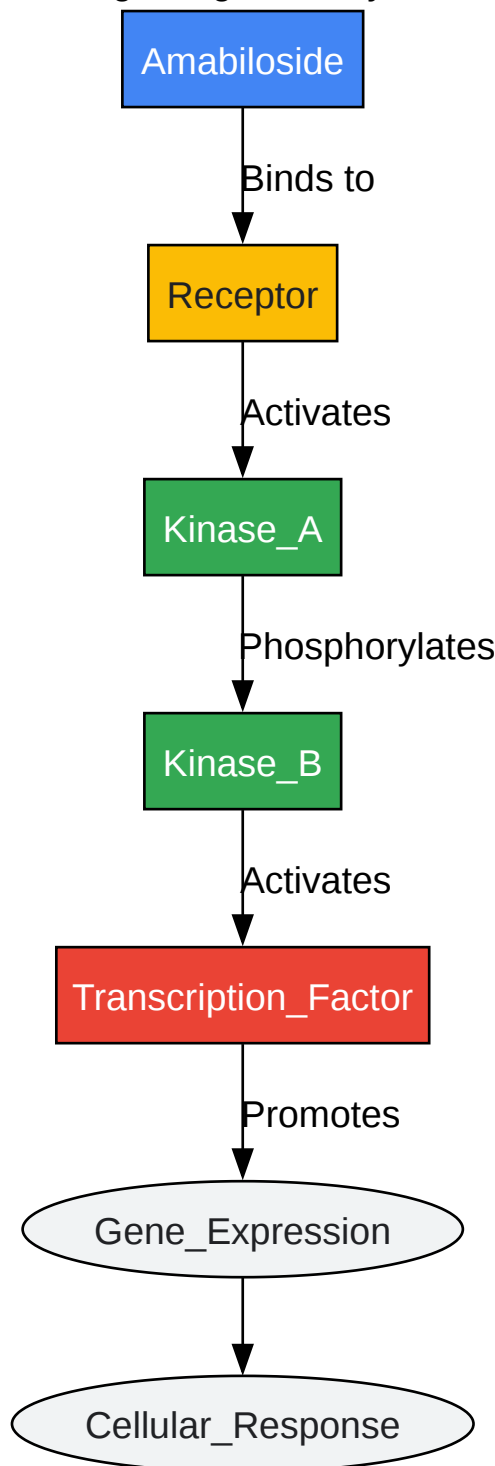 Amabiloside
Binds to
Receptor
Activates
Kinase_A
Phosphorylates
Kinase_B
Activates
Transcription_Factor
Promotes
Gene_Expression
Cellular_Response